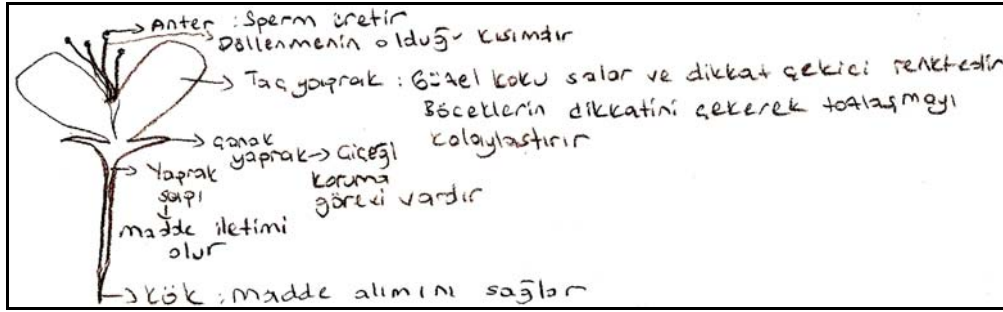 Anter : Sperm üretir
Döllenmenin olduğu kısımdır
Taç yaprak : Güzel koku salar ve dikkat çekici renktedir
Böceklerin dikkatini çekerek tozlaşmayı
kolaylaştırır
çanak
yaprak → Çiçeği
koruma
görevi vardır
Yaprak
sapı
madde iletimi
olur
Kök : madde alımını sağlar